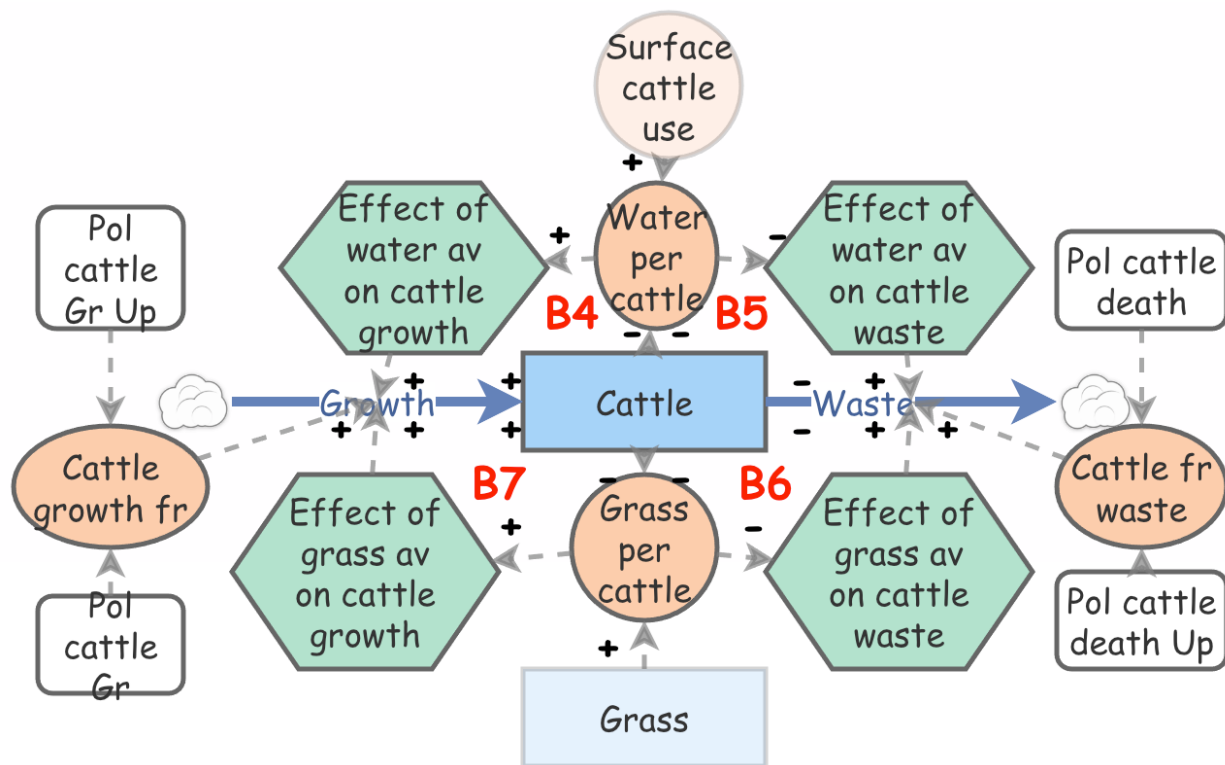 Surface
cattle
use
Effect of
water av
on cattle
growth
Water
per
cattle
Effect of
water av
on cattle
waste
Pol
cattle
Gr Up
Pol cattle
death
+
+
-
B4
B5
- -
+
+
-
+
Growth
Cattle
Waste
+
+
+
+
-
+
+
Cattle
growth fr
B7
B6
Cattle fr
waste
- -
Effect of
grass av
on cattle
growth
+
Grass
per
cattle
-
Effect of
grass av
on cattle
waste
Pol
cattle
Gr
Pol cattle
death Up
+
Grass